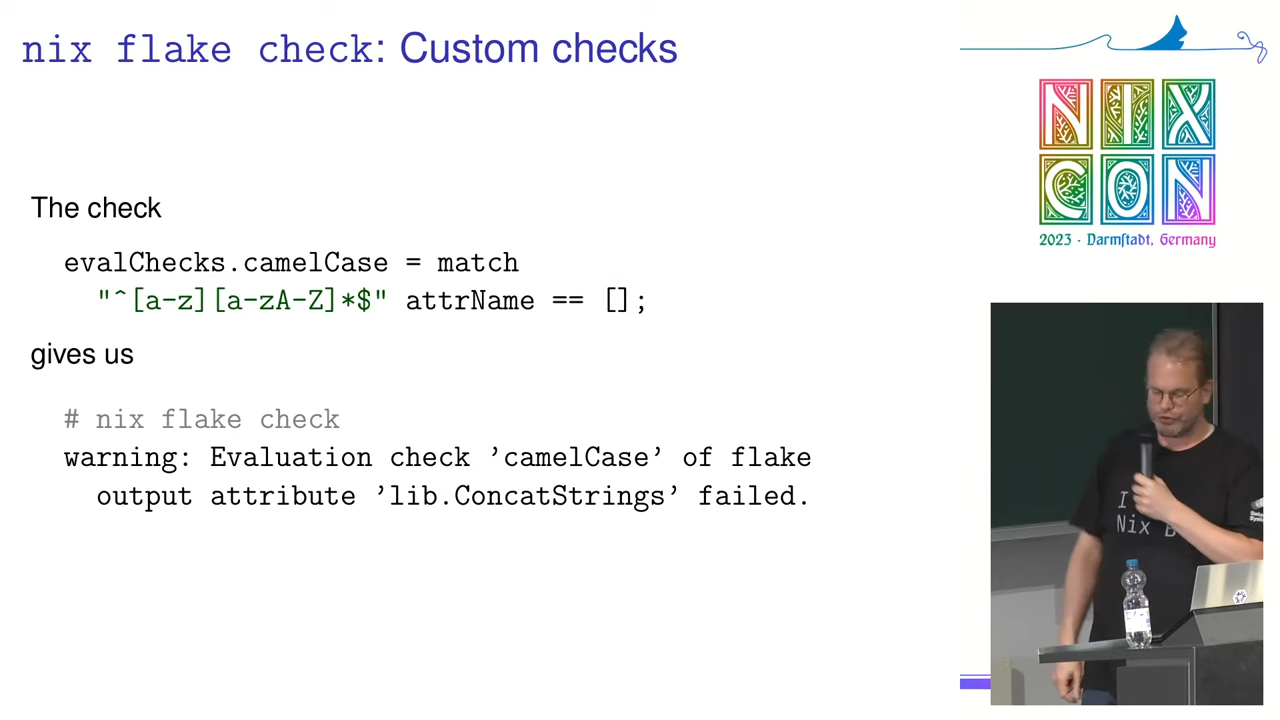 nix flake check: Custom checks
The check
evalChecks.camelCase = match
"^[a-z][a-zA-Z]*$" attrName == [];
gives us
# nix flake check
warning: Evaluation check ’camelCase’ of flake
output attribute ’lib.ConcatStrings’ failed.
NIX
CON
2023 · Darmſtadt, Germany
I
Nix B